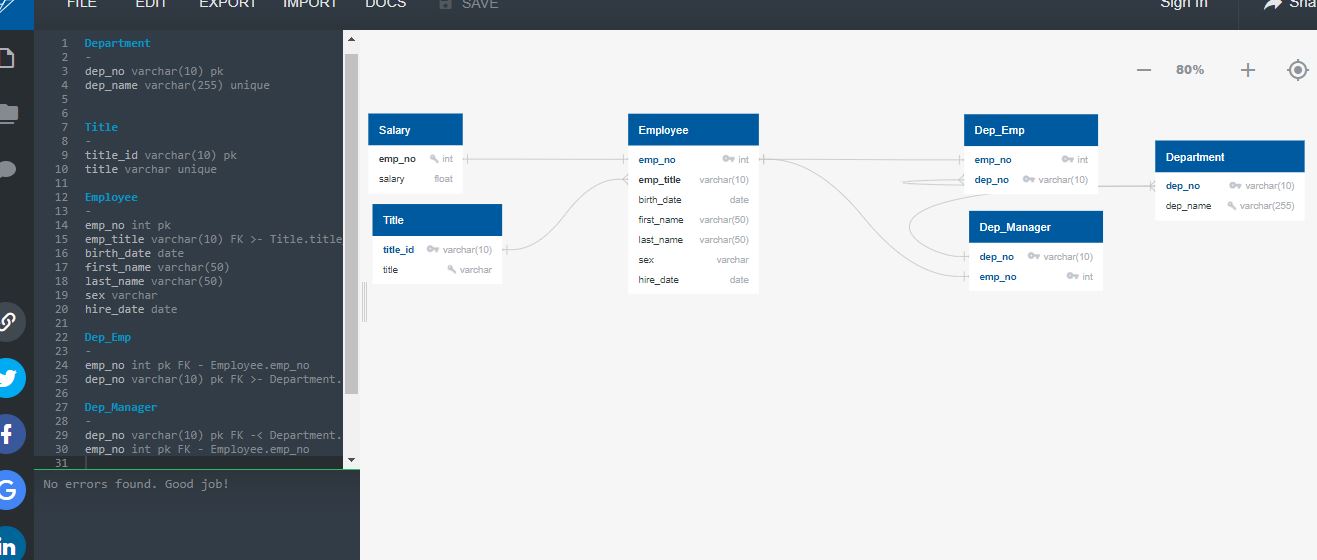 FILE EDIT EXPORT IMPORT DOCS SAVE Sign In
1 Department
2 -
3 dep_no varchar(10) pk
4 dep_name varchar(255) unique
5
6
7 Title
8 -
9 title_id varchar(10) pk
10 title varchar unique
11
12 Employee
13 -
14 emp_no int pk
15 emp_title varchar(10) FK >- Title.title
16 birth_date date
17 first_name varchar(50)
18 last_name varchar(50)
19 sex varchar
20 hire_date date
21
22 Dep_Emp
23 -
24 emp_no int pk FK - Employee.emp_no
25 dep_no varchar(10) pk FK >- Department.
26
27 Dep_Manager
28 -
29 dep_no varchar(10) pk FK -< Department.
30 emp_no int pk FK - Employee.emp_no
31
No errors found. Good job!
80%
Salary
emp_no int
salary float
Title
title_id varchar(10)
title varchar
Employee
emp_no int
emp_title varchar(10)
birth_date date
first_name varchar(50)
last_name varchar(50)
sex varchar
hire_date date
Dep_Emp
emp_no int
dep_no varchar(10)
Dep_Manager
dep_no varchar(10)
emp_no int
Department
dep_no varchar(10)
dep_name varchar(255)